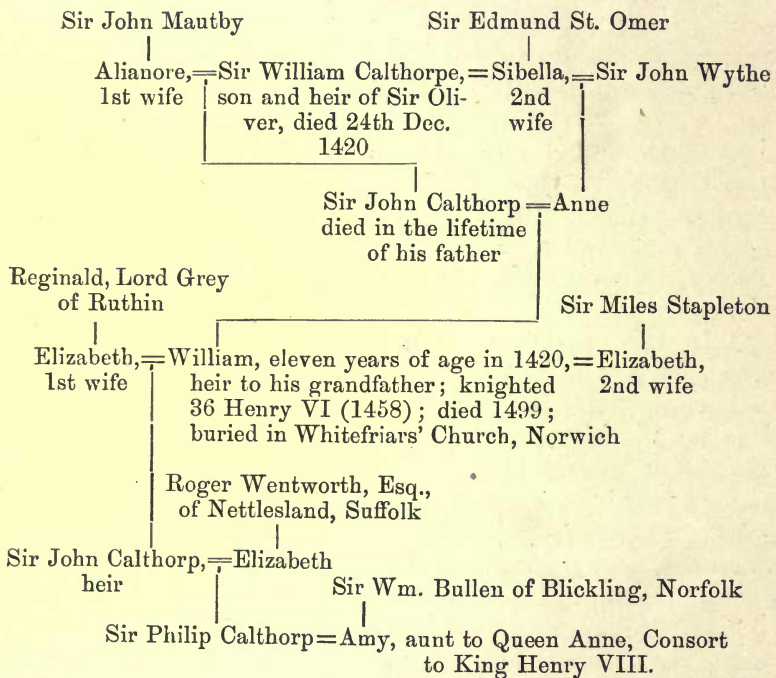 Sir John Mautby
Sir Edmund St. Omer
Alianore,=Sir William Calthorpe,=Sibella,=Sir John Wythe
1st wife
son and heir of Sir Oli-
2nd
ver, died 24th Dec.
wife
1420
Sir John Calthorp=Anne
died in the lifetime
of his father
Reginald, Lord Grey
of Ruthin
Sir Miles Stapleton
Elizabeth,=William, eleven years of age in 1420,=Elizabeth,
1st wife
heir to his grandfather; knighted
2nd wife
36 Henry VI (1458); died 1499;
buried in Whitefriars' Church, Norwich
Roger Wentworth, Esq.,
of Nettlesland, Suffolk
Sir John Calthorp,=Elizabeth
heir
Sir Wm. Bullen of Blickling, Norfolk
Sir Philip Calthorp=Amy, aunt to Queen Anne, Consort
to King Henry VIII.